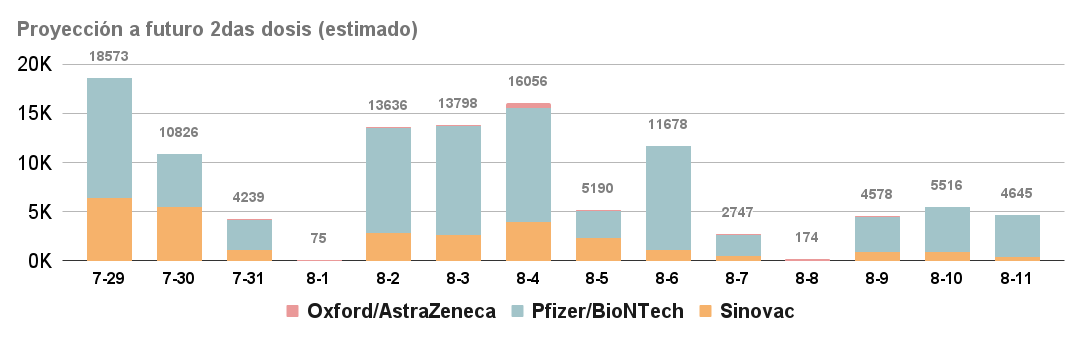 Proyección a futuro 2das dosis (estimado)
20K
15K
10K
5K
0K
18573
10826
4239
75
13636
13798
16056
5190
11678
2747
174
4578
5516
4645
7-29 7-30 7-31 8-1 8-2 8-3 8-4 8-5 8-6 8-7 8-8 8-9 8-10 8-11
Oxford/AstraZeneca Pfizer/BioNTech Sinovac